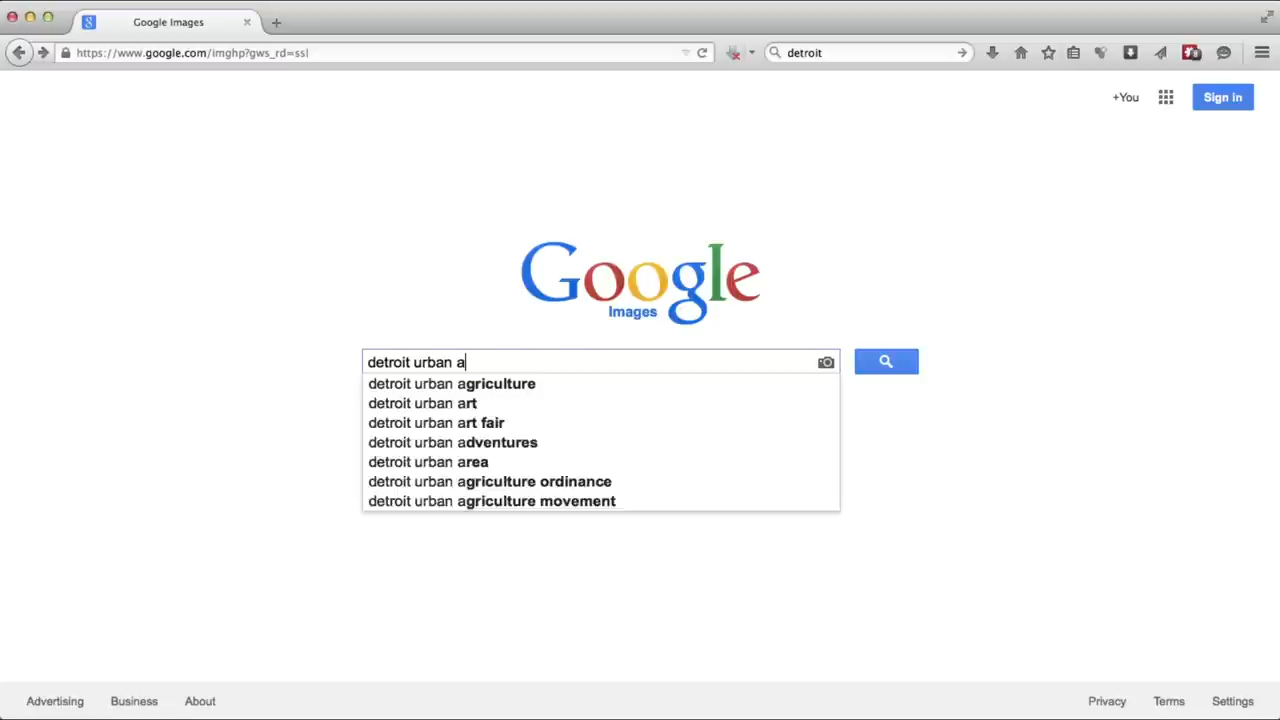 Google Images
https://www.google.com/imghp?gws_rd=ssl
detroit
+You
Sign in
Google
Images
detroit urban a
detroit urban agriculture
detroit urban art
detroit urban art fair
detroit urban adventures
detroit urban area
detroit urban agriculture ordinance
detroit urban agriculture movement
Advertising
Business
About
Privacy
Terms
Settings